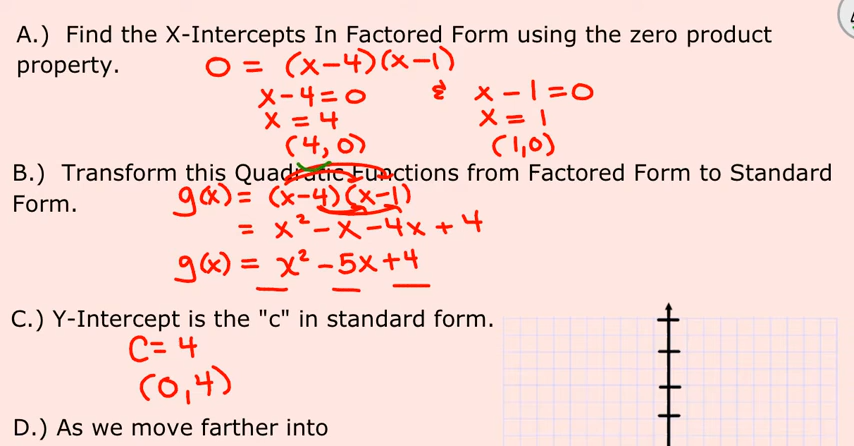 A.) Find the X-Intercepts In Factored Form using the zero product
property. 0 = (x-4)(x-1)
x-4=0 & x-1=0
x=4 x=1
(4,0) (1,0)
B.) Transform this Quadratic Functions from Factored Form to Standard
Form. g(x)= (x-4)(x-1)
= x²-x-4x+4
g(x) = x²-5x+4
C.) Y-Intercept is the "c" in standard form.
C=4
(0,4)
D.) As we move farther into